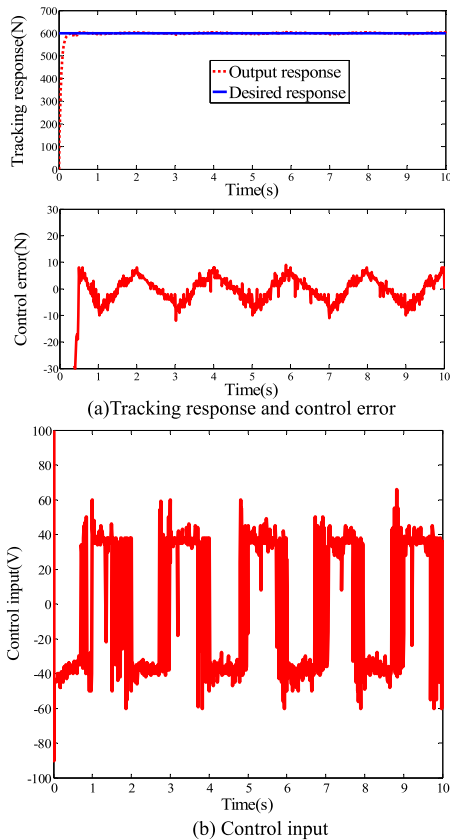 Tracking response(N)
700
600
500
400
300
200
100
0
Output response
Desired response
0 1 2 3 4 5 6 7 8 9 10
Time(s)
Control error(N)
30
20
10
0
-10
-20
-30
0 1 2 3 4 5 6 7 8 9 10
Time(s)
(a)Tracking response and control error
Control input(V)
100
80
60
40
20
0
-20
-40
-60
-80
-100
0 1 2 3 4 5 6 7 8 9 10
Time(s)
(b) Control input